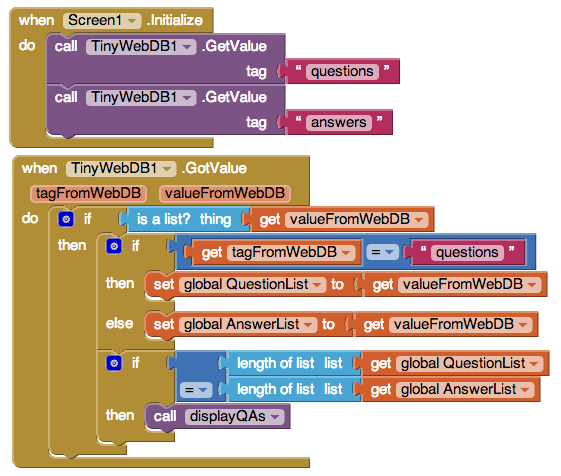 when Screen1 .Initialize
do call TinyWebDB1 .GetValue
tag " questions "
call TinyWebDB1 .GetValue
tag " answers "
when TinyWebDB1 .GotValue
tagFromWebDB valueFromWebDB
do if is a list? thing get valueFromWebDB
then if get tagFromWebDB = " questions "
then set global QuestionList to get valueFromWebDB
else set global AnswerList to get valueFromWebDB
if length of list list get global QuestionList
= length of list list get global AnswerList
then call displayQAs